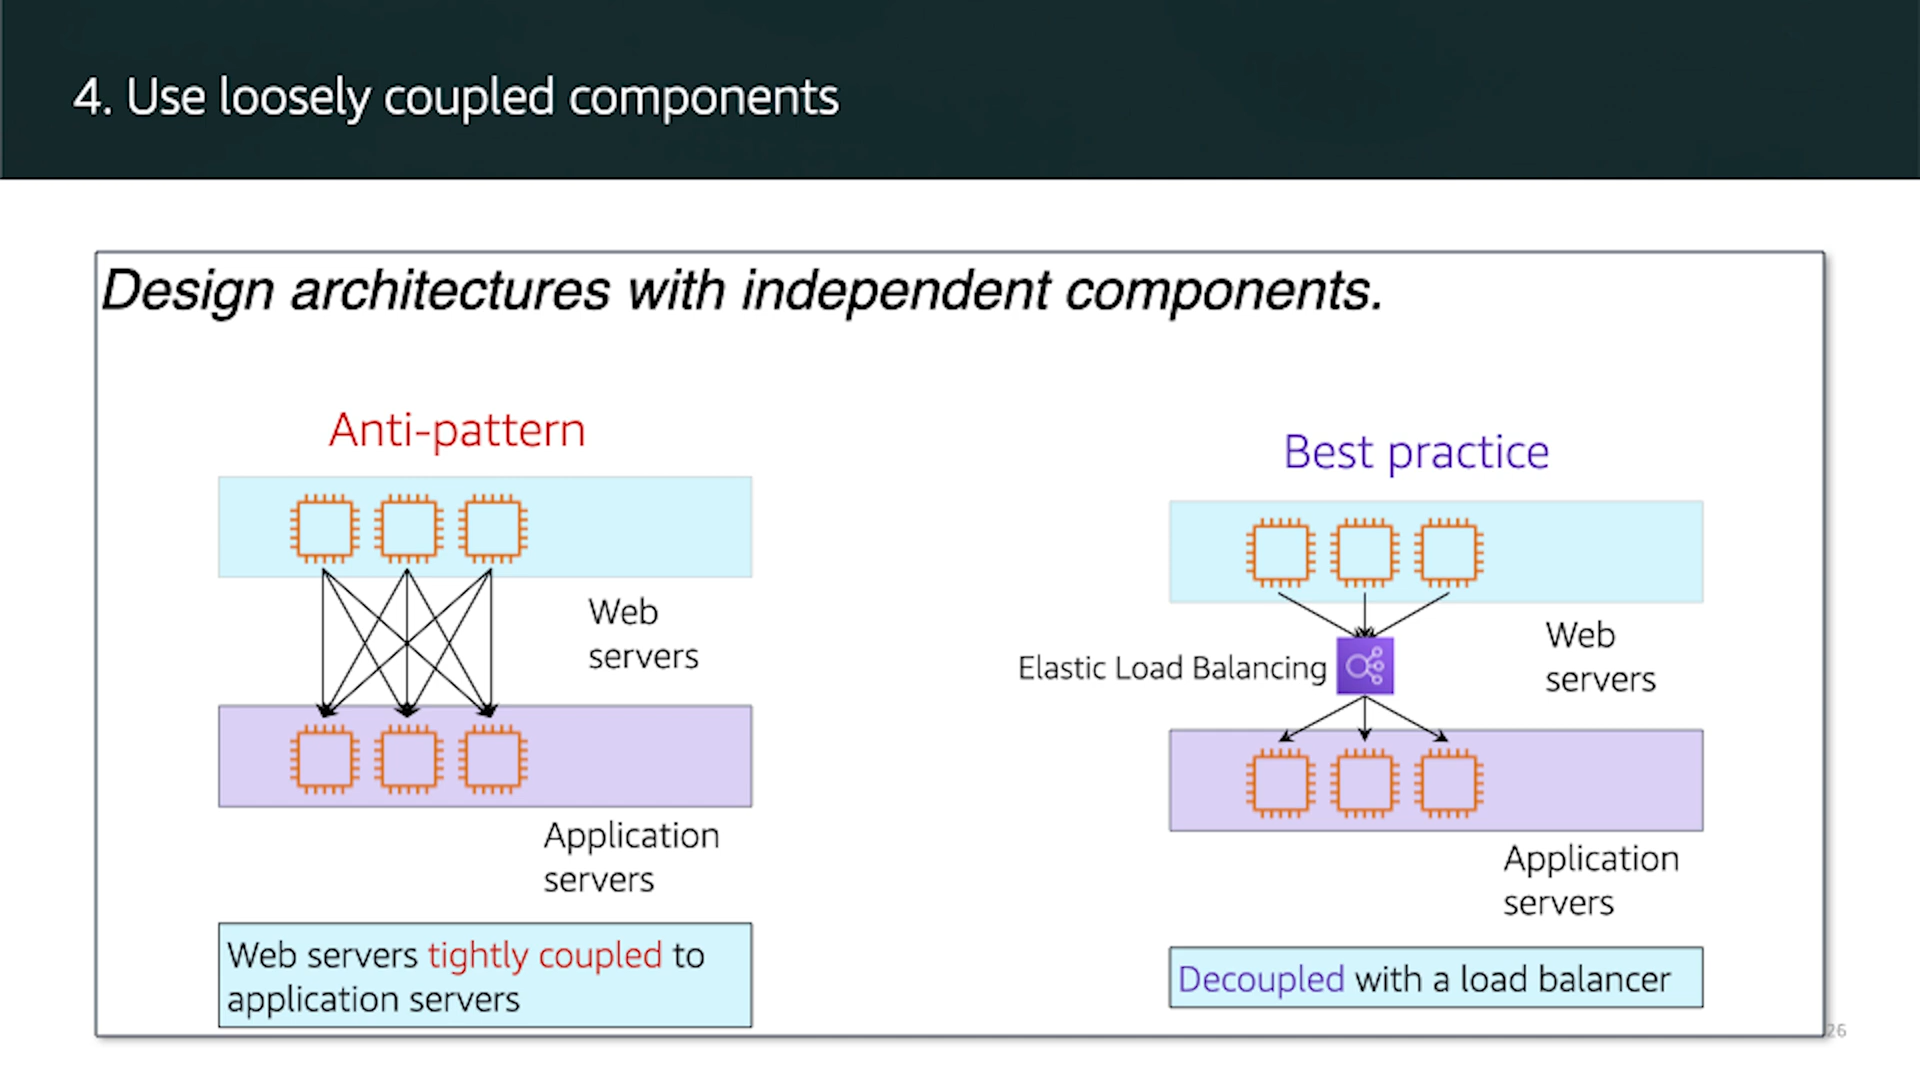 4. Use loosely coupled components
Design architectures with independent components.
Anti-pattern
Web
servers
Application
servers
Web servers tightly coupled to
application servers
Best practice
Elastic Load Balancing
Web
servers
Application
servers
Decoupled with a load balancer
26